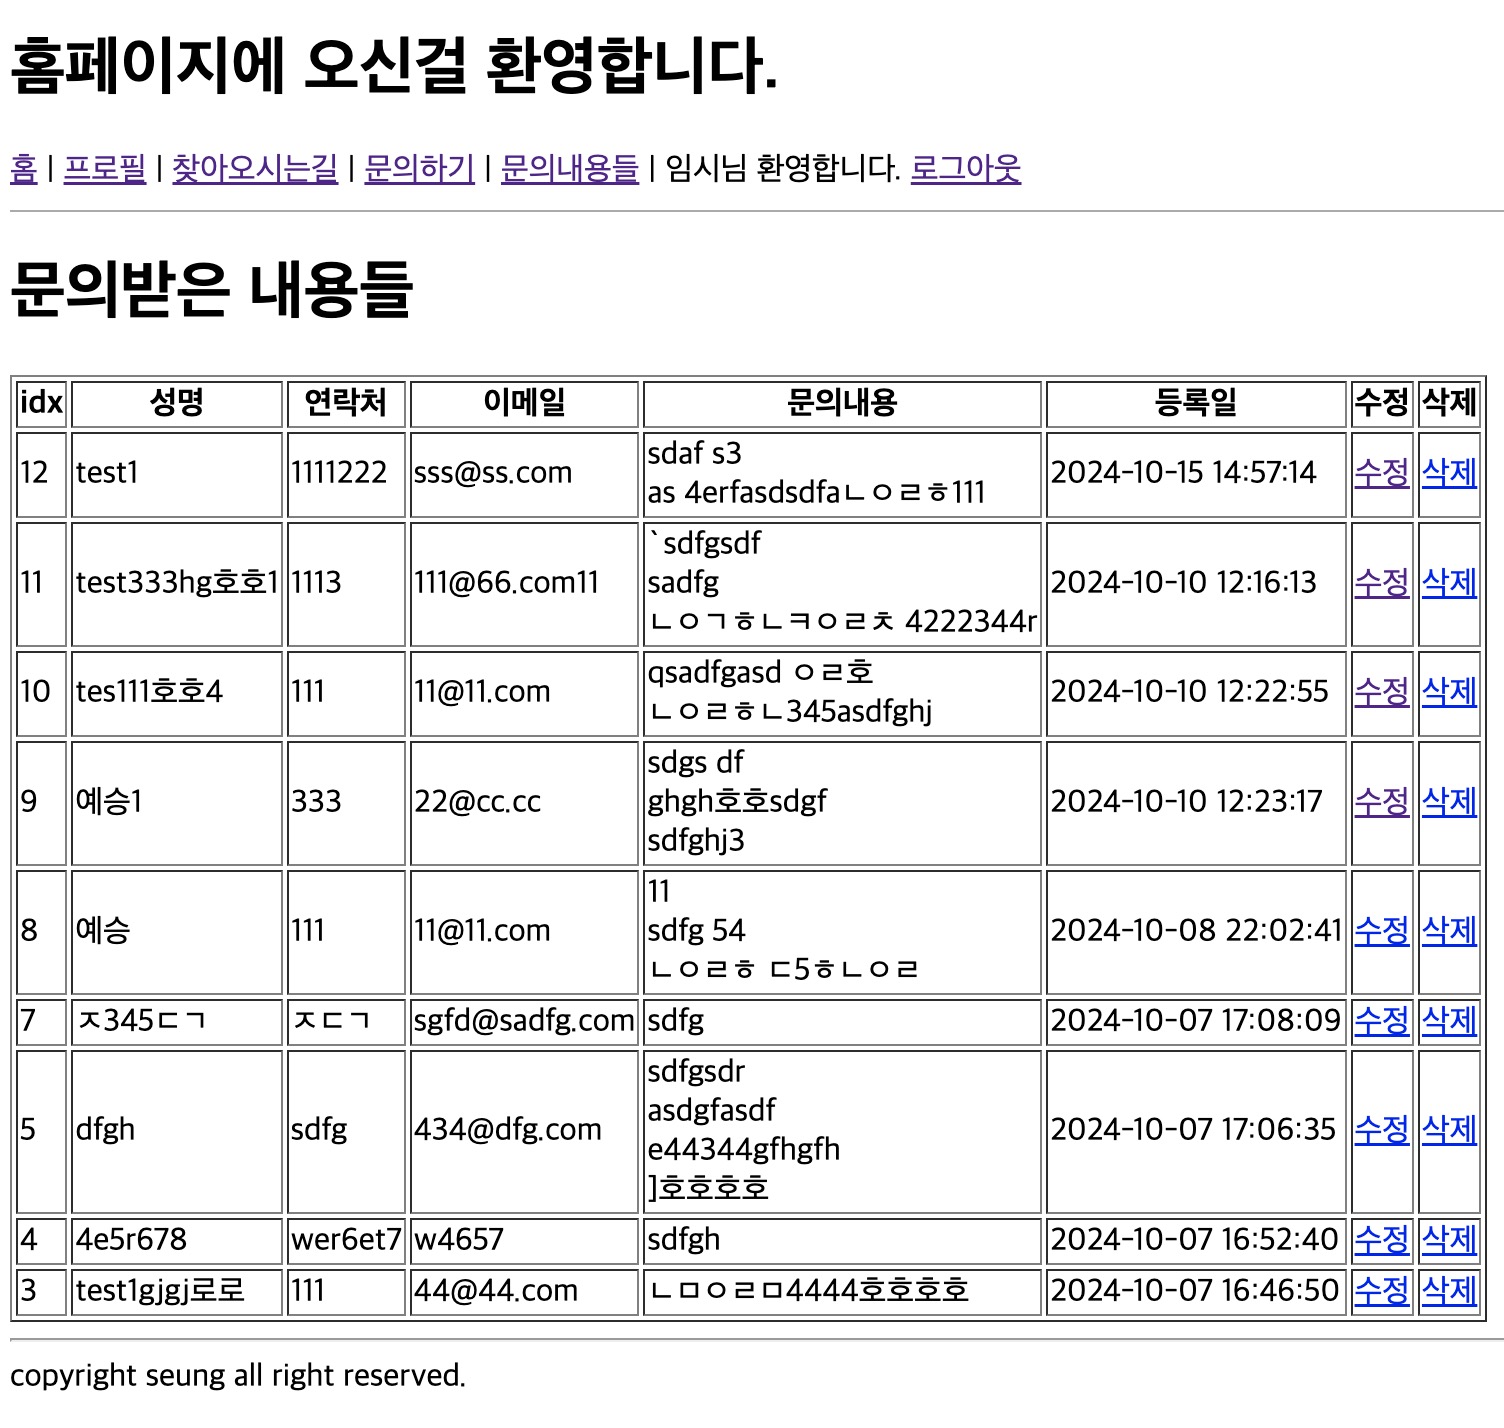 홈페이지에 오신걸 환영합니다.
홈 | 프로필 | 찾아오시는길 | 문의하기 | 문의내용들 | 임시님 환영합니다. 로그아웃
문의받은 내용들
idx 성명 연락처 이메일 문의내용 등록일 수정 삭제
12 test1 1111222 sss@ss.com sdaf s3
as 4erfasdsdfaㄴㅇㄹㅎ111 2024-10-15 14:57:14 수정 삭제
11 test333hg호호1 1113 111@66.com11 `sdfgsdf
sadfg
ㄴㅇㄱㅎㄴㅋㅇㄹㅊ 4222344r 2024-10-10 12:16:13 수정 삭제
10 tes111호호4 111 11@11.com qsadfgasd ㅇㄹ호
ㄴㅇㄹㅎㄴ345asdfghj 2024-10-10 12:22:55 수정 삭제
9 예승1 333 22@cc.cc sdgs df
ghgh호호sdgf
sdfghj3 2024-10-10 12:23:17 수정 삭제
8 예승 111 11@11.com 11
sdfg 54
ㄴㅇㄹㅎ ㄷ5ㅎㄴㅇㄹ 2024-10-08 22:02:41 수정 삭제
7 ㅈ345ㄷㄱ ㅈㄷㄱ sgfd@sadfg.com sdfg 2024-10-07 17:08:09 수정 삭제
5 dfgh sdfg 434@dfg.com sdfgsdr
asdgfasdf
e44344gfhgfh
]호호호호 2024-10-07 17:06:35 수정 삭제
4 4e5r678 wer6et7 w4657 sdfgh 2024-10-07 16:52:40 수정 삭제
3 test1gjgj로로 111 44@44.com ㄴㅁㅇㄹㅁ4444호호호호 2024-10-07 16:46:50 수정 삭제
copyright seung all right reserved.